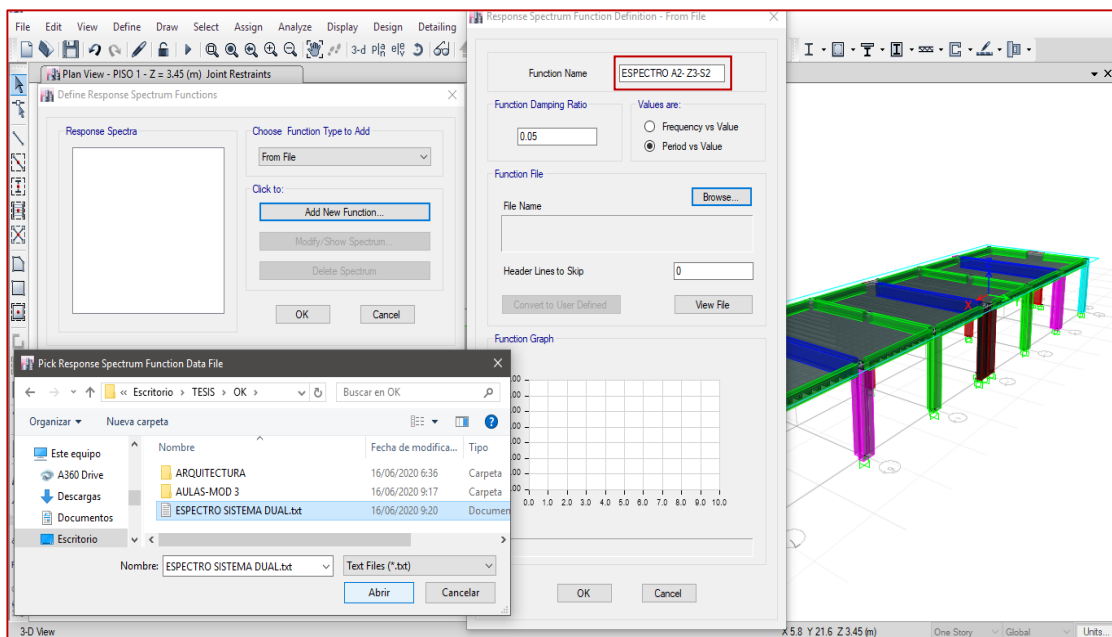 File Edit View Define Draw Select Assign Analyze Display Design Detailing
3-d
Plan View - PISO 1 - Z = 3.45 (m) Joint Restraints
Define Response Spectrum Functions
Response Spectra
Choose Function Type to Add
From File
Click to:
Add New Function...
Modify/Show Spectrum...
Delete Spectrum
OK Cancel
Response Spectrum Function Definition - From File
Function Name ESPECTRO A2- Z3-S2
Function Damping Ratio
0.05
Values are:
Frequency vs Value
Period vs Value
Function File
File Name Browse...
Header Lines to Skip 0
Convert to User Defined View File
Function Graph
0.0 1.0 2.0 3.0 4.0 5.0 6.0 7.0 8.0 9.0 10.0
OK Cancel
Pick Response Spectrum Function Data File
« Escritorio › TESIS › OK › Buscar en OK
Organizar Nueva carpeta
Nombre Fecha de modifica... Tipo
Este equipo
A360 Drive
Descargas
Documentos
Escritorio
ARQUITECTURA 16/06/2020 6:36 Carpeta
AULAS-MOD 3 16/06/2020 9:17 Carpeta
ESPECTRO SISTEMA DUAL.txt 16/06/2020 9:20 Documen
Nombre: ESPECTRO SISTEMA DUAL.txt Text Files (*.txt)
Abrir Cancelar
3-D View X 5.8 Y 21.6 Z 3.45 (m) One Story Global Units...